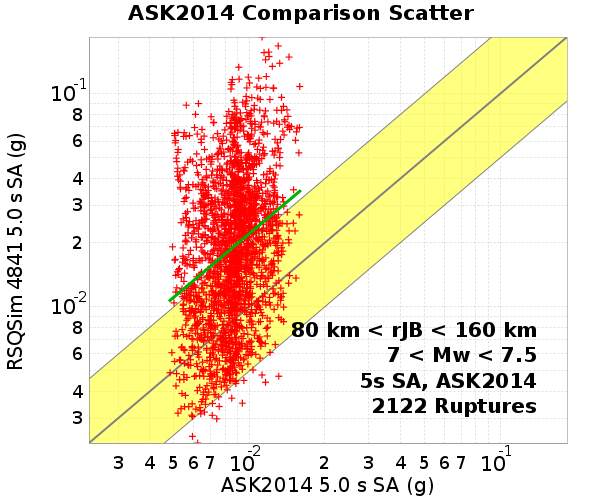 ASK2014 Comparison Scatter
RSQSim 4841 5.0 s SA (g)
10-1
8
6
4
3
2
10-2
8
6
4
3
80 km < rJB < 160 km
7 < Mw < 7.5
5s SA, ASK2014
2122 Ruptures
3 4 5 6 7 10-2 2 3 4 5 6 7 10-1
ASK2014 5.0 s SA (g)